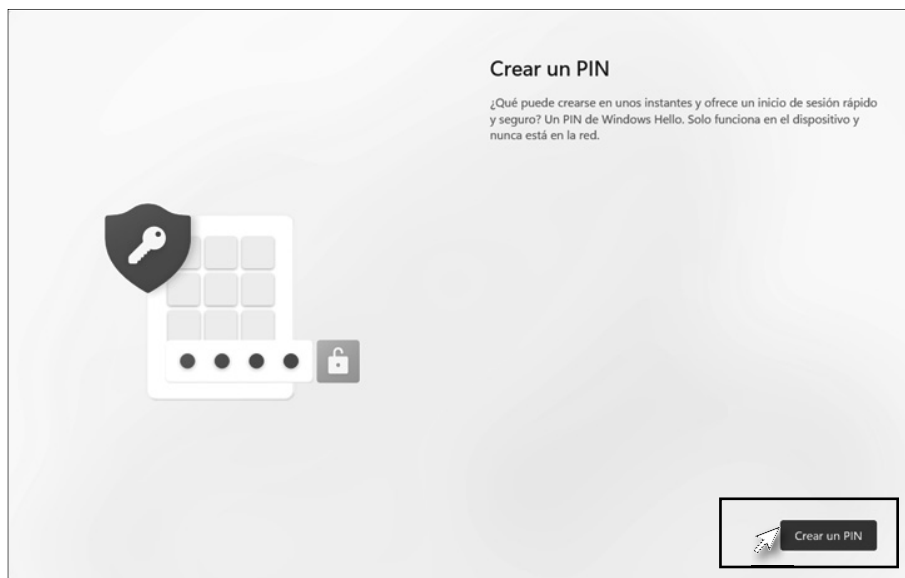 Crear un PIN
¿Qué puede crearse en unos instantes y ofrece un inicio de sesión rápido
y seguro? Un PIN de Windows Hello. Solo funciona en el dispositivo y
nunca está en la red.
Crear un PIN